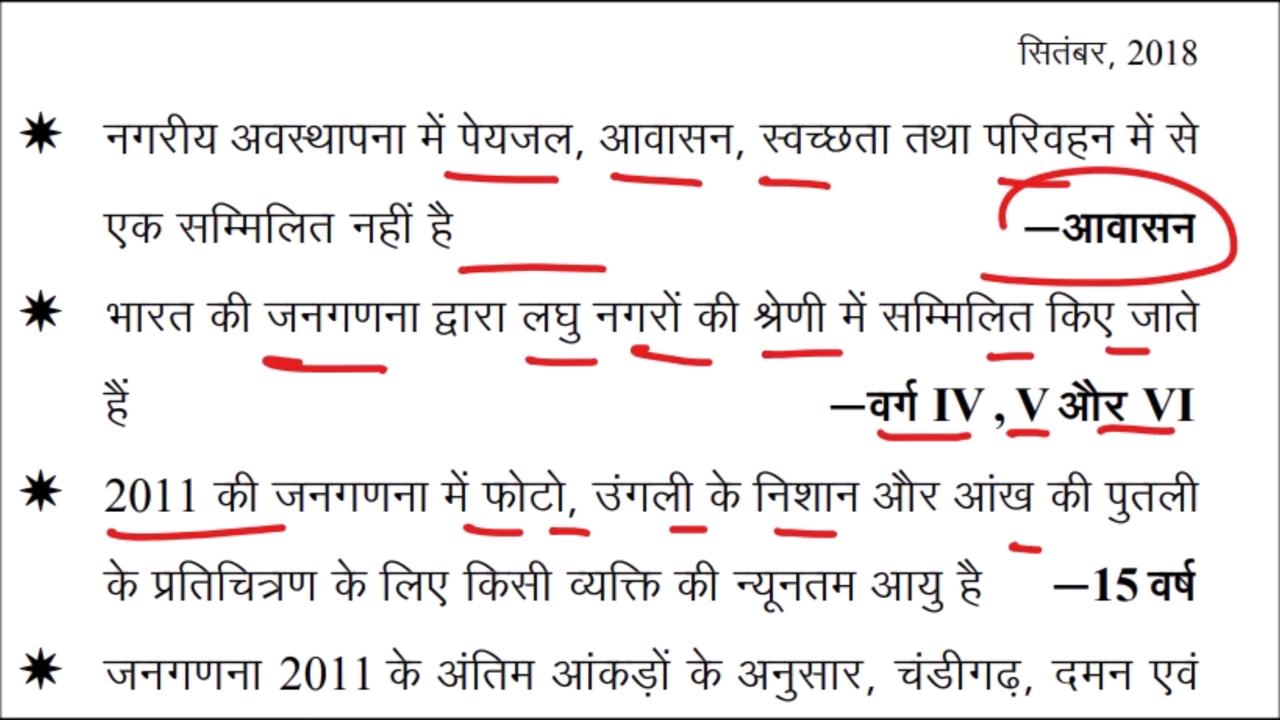 सितंबर, 2018
✷ नगरीय अवस्थापना में पेयजल, आवासन, स्वच्छता तथा परिवहन में से
एक सम्मिलित नहीं है —आवासन
✷ भारत की जनगणना द्वारा लघु नगरों की श्रेणी में सम्मिलित किए जाते
हैं —वर्ग IV , V और VI
✷ 2011 की जनगणना में फोटो, उंगली के निशान और आंख की पुतली
के प्रतिचित्रण के लिए किसी व्यक्ति की न्यूनतम आयु है —15 वर्ष
✷ जनगणना 2011 के अंतिम आंकड़ों के अनुसार, चंडीगढ़, दमन एवं